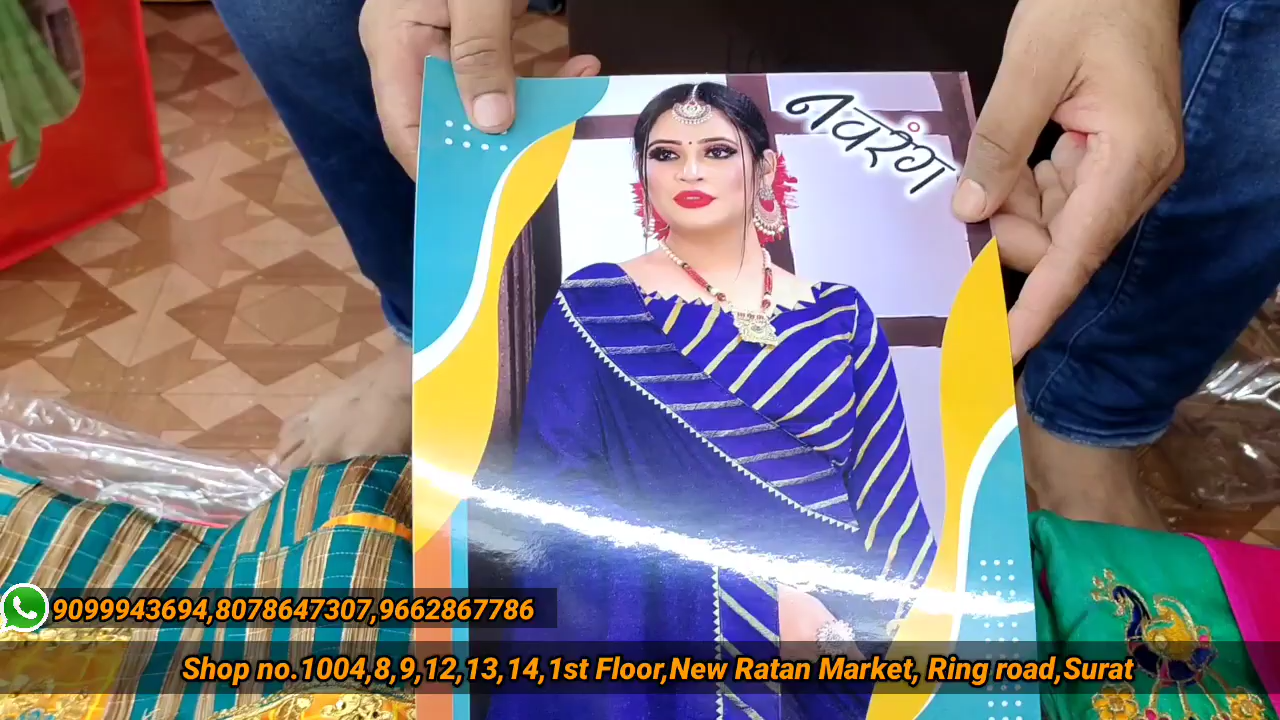 नवरंग
9099943694,8078647307,9662867786
Shop no.1004,8,9,12,13,14,1st Floor,New Ratan Market, Ring road,Surat